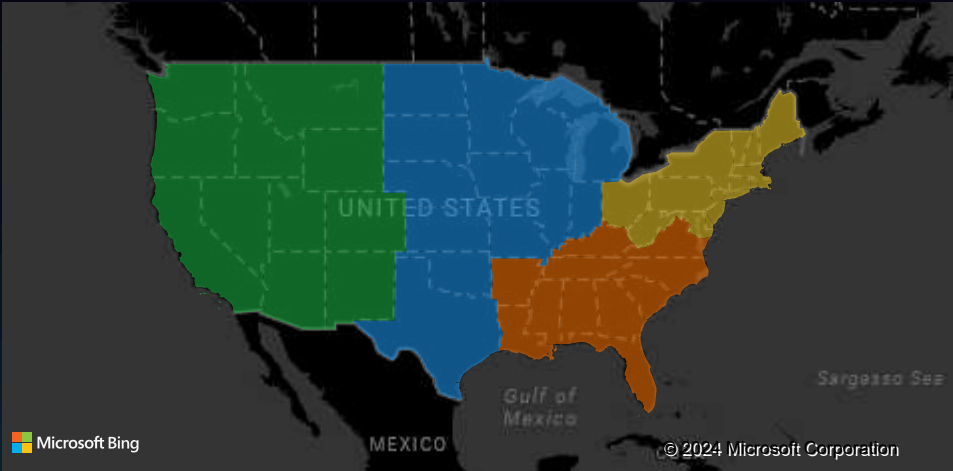 UNITED STATES
Sargasso Sea
Gulf of
Mexico
MEXICO
Microsoft Bing
© 2024 Microsoft Corporation